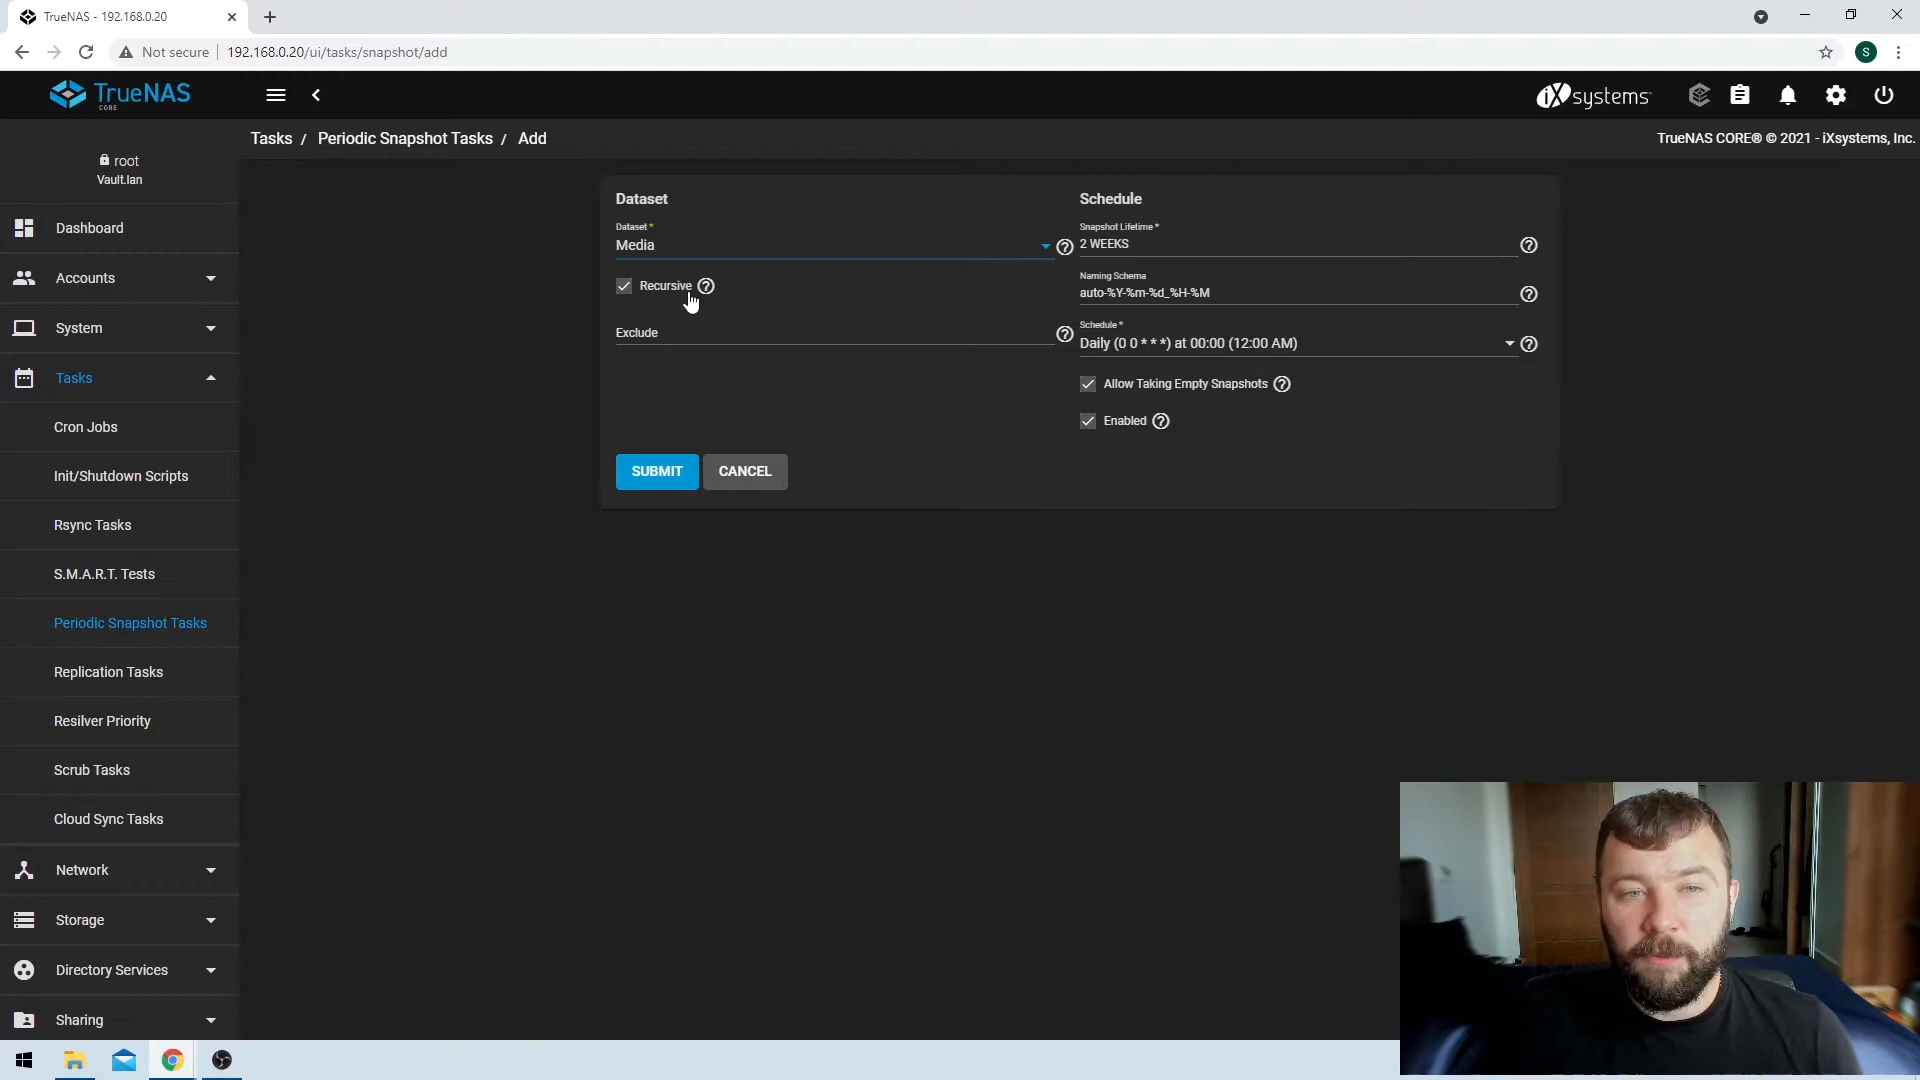 TrueNAS - 192.168.0.20
Not secure
192.168.0.20/ui/tasks/snapshot/add
S
TrueNAS
CORE
iXsystems
Tasks / Periodic Snapshot Tasks / Add
TrueNAS CORE® © 2021 - iXsystems, Inc.
root
Vault.lan
Dashboard
Accounts
System
Tasks
Cron Jobs
Init/Shutdown Scripts
Rsync Tasks
S.M.A.R.T. Tests
Periodic Snapshot Tasks
Replication Tasks
Resilver Priority
Scrub Tasks
Cloud Sync Tasks
Network
Storage
Directory Services
Sharing
Dataset
Dataset *
Media
Recursive
Exclude
SUBMIT
CANCEL
Schedule
Snapshot Lifetime *
2 WEEKS
Naming Schema
auto-%Y-%m-%d_%H-%M
Schedule *
Daily (0 0 * * *) at 00:00 (12:00 AM)
Allow Taking Empty Snapshots
Enabled